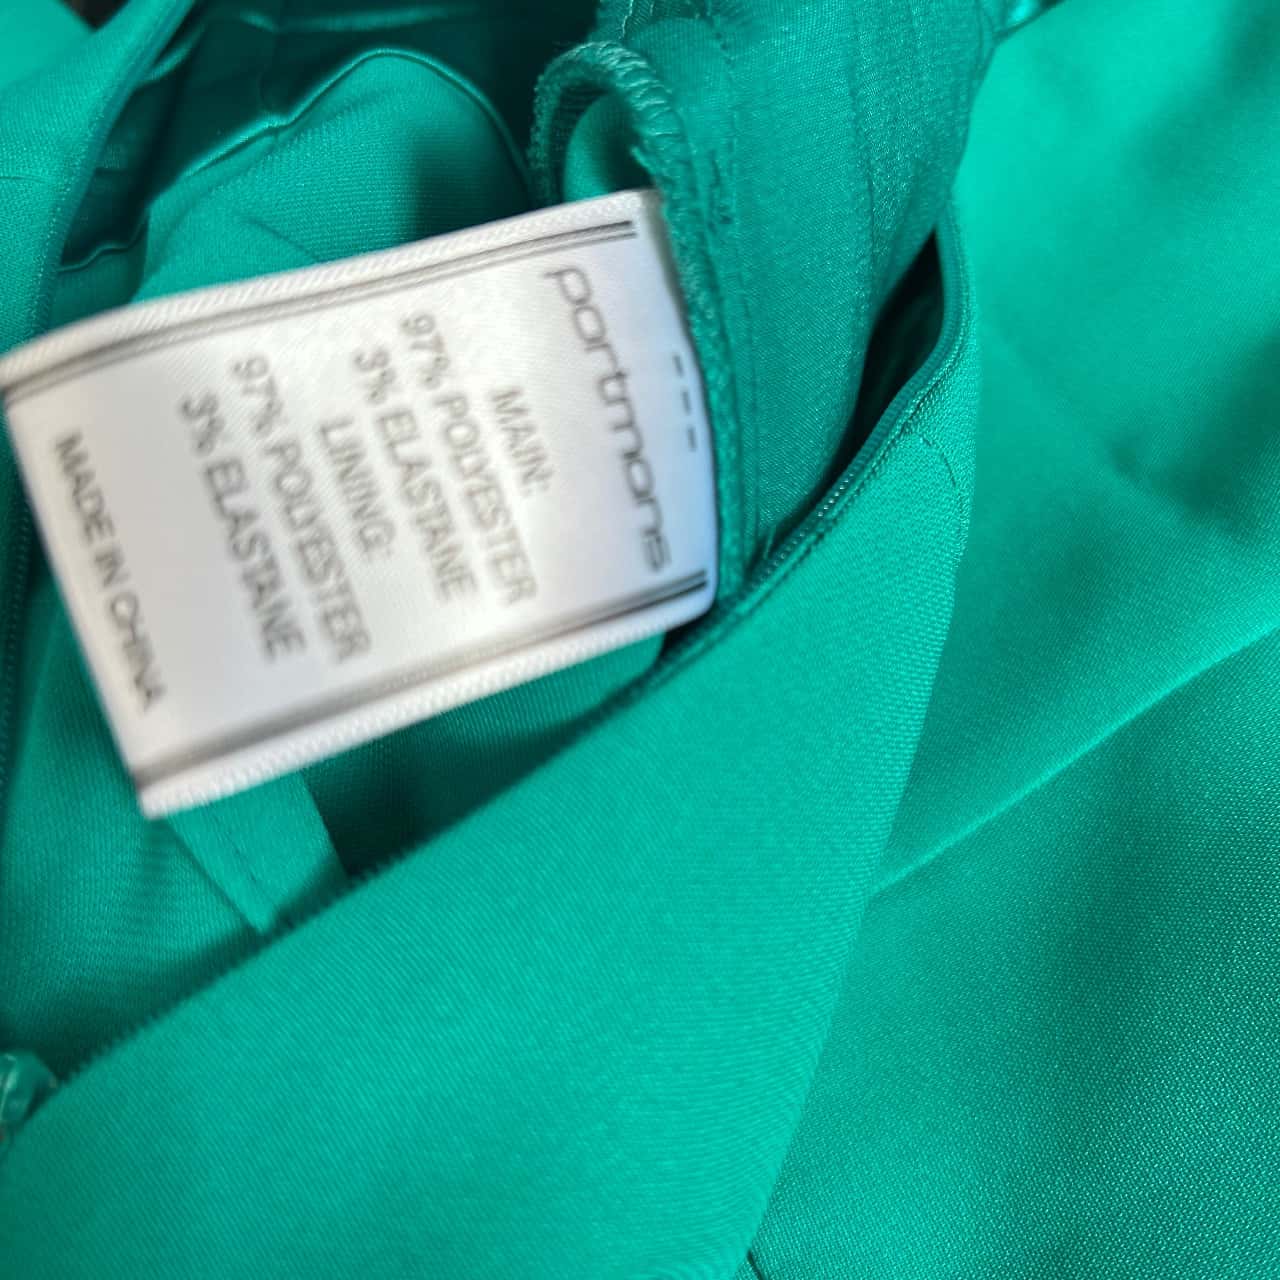 portmans
MAIN:
97% POLYESTER
3% ELASTANE
LINING:
97% POLYESTER
3% ELASTANE
MADE IN CHINA